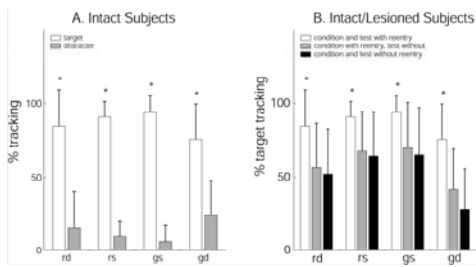 A. Intact Subjects
target
distracter
% tracking
100
50
0
*
*
*
*
rd
rs
gs
gd
B. Intact/Lesioned Subjects
condition and test with reentry
condition with reentry, test without
condition and test without reentry
% target tracking
100
50
0
*
*
*
*
rd
rs
gs
gd